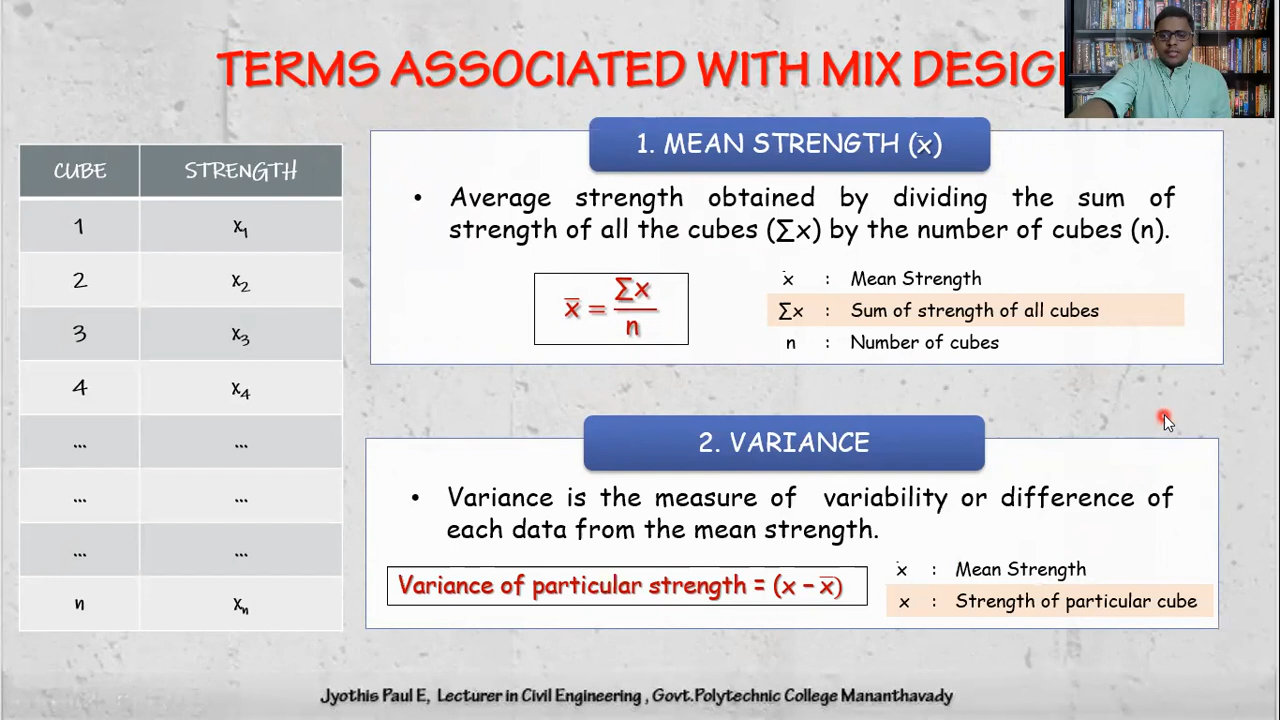 TERMS ASSOCIATED WITH MIX DESIG
CUBE STRENGTH
1 x₁
2 x₂
3 x₃
4 x₄
... ...
... ...
... ...
n xₙ
1. MEAN STRENGTH (x̄)
• Average strength obtained by dividing the sum of
strength of all the cubes (∑x) by the number of cubes (n).
x̄ = ∑x / n
ẋ : Mean Strength
∑x : Sum of strength of all cubes
n : Number of cubes
2. VARIANCE
• Variance is the measure of variability or difference of
each data from the mean strength.
Variance of particular strength = (x – x̄)
ẋ : Mean Strength
x : Strength of particular cube
Jyothis Paul E, Lecturer in Civil Engineering , Govt.Polytechnic College Mananthavady